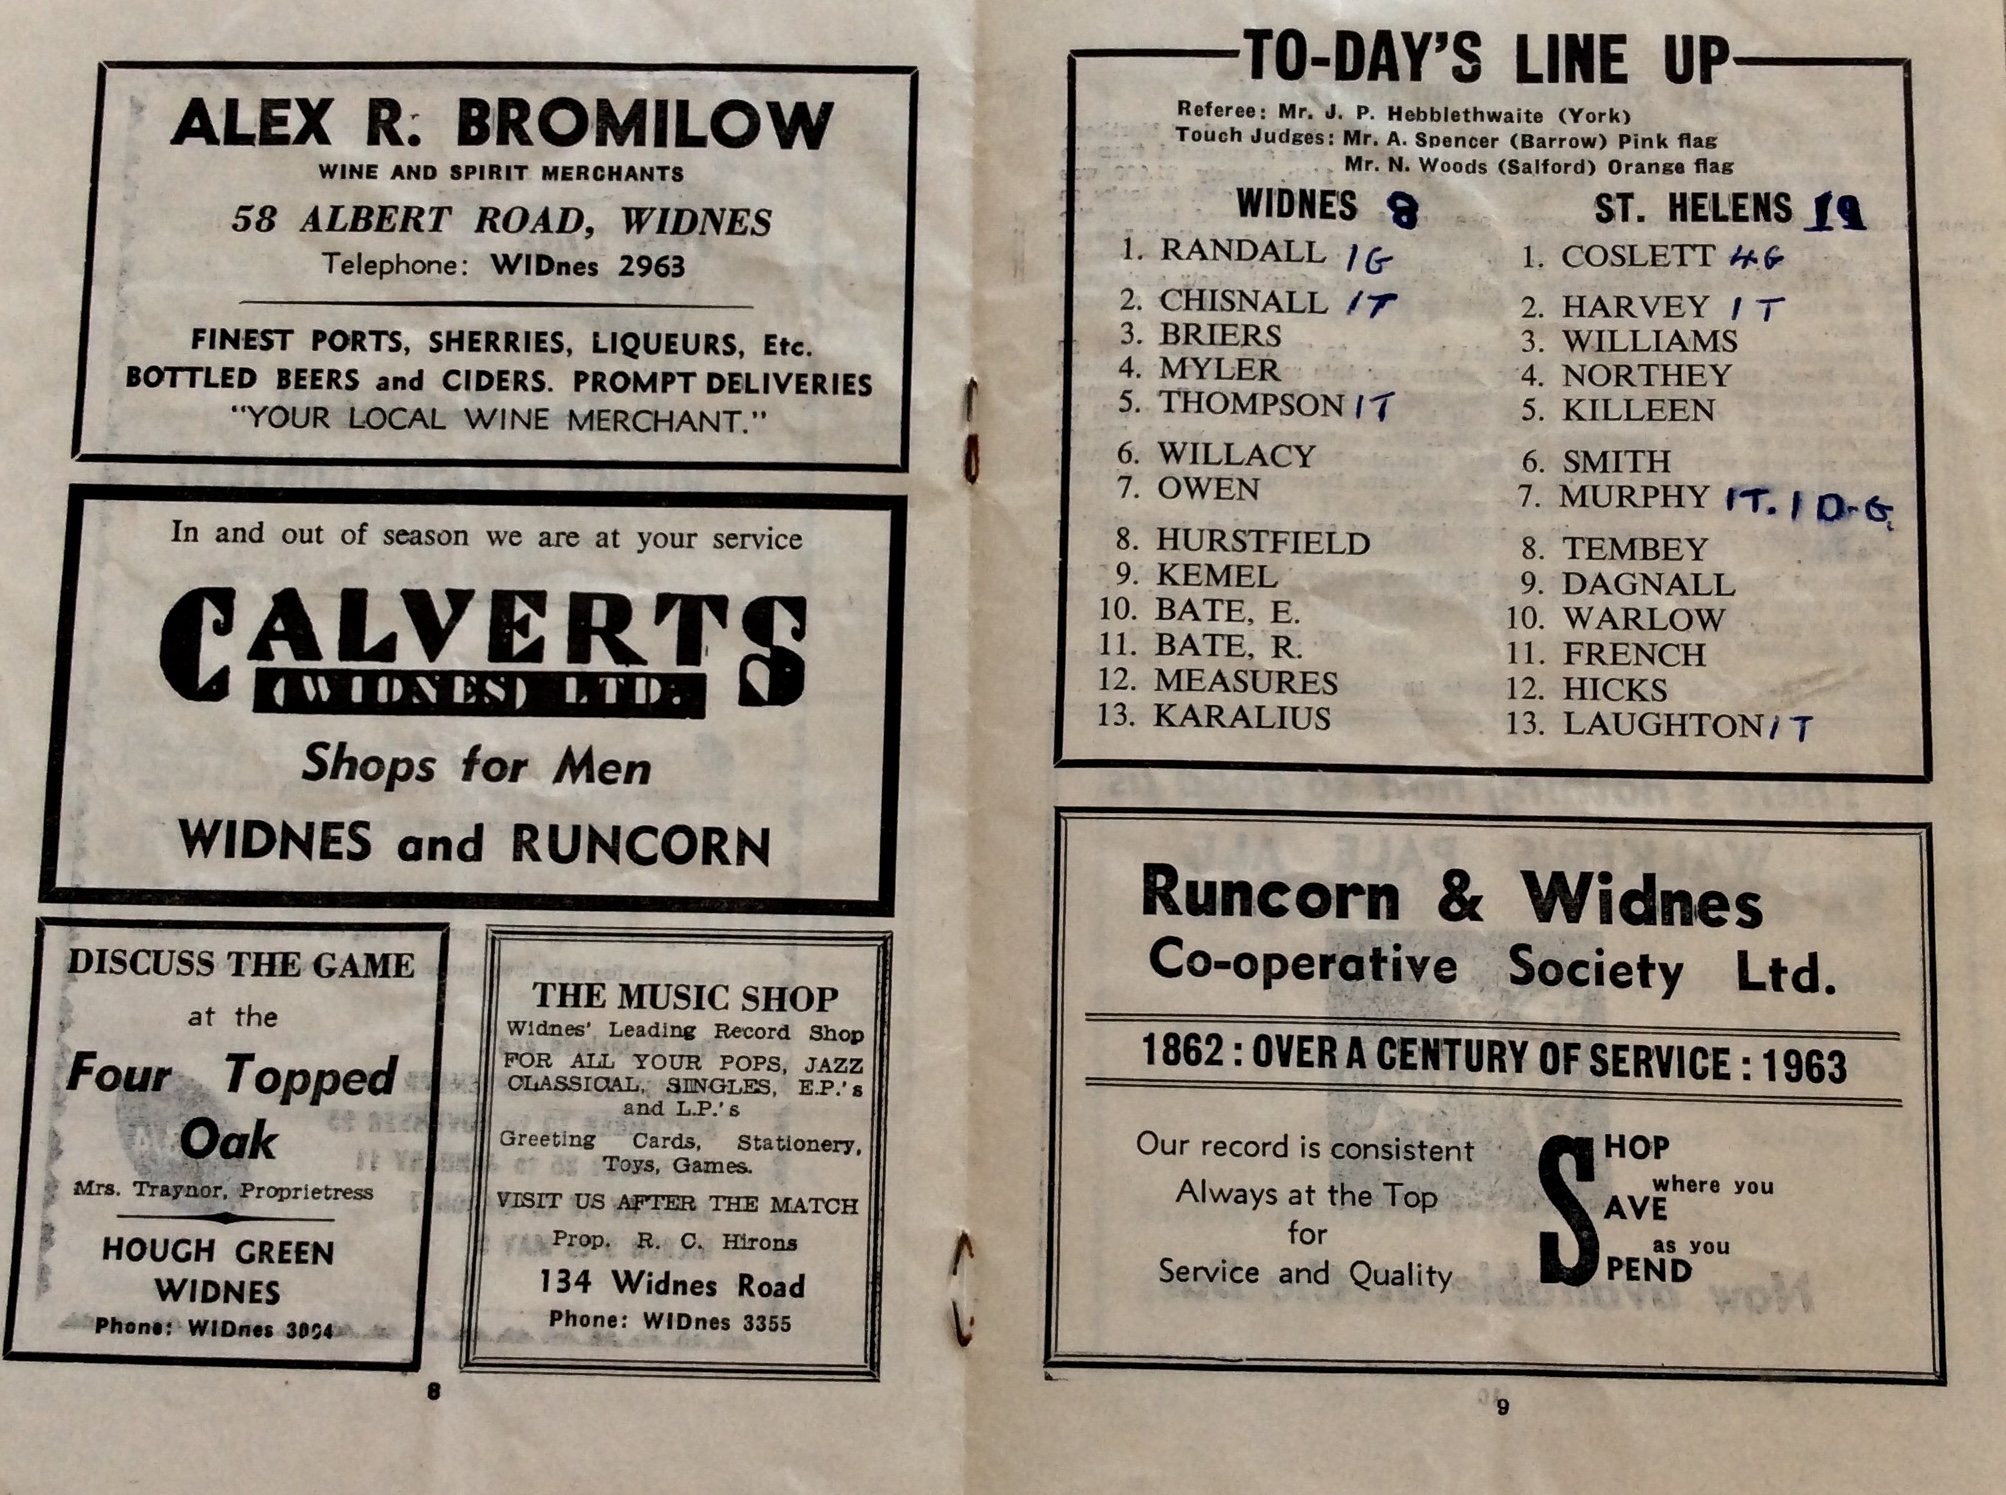 ALEX R. BROMILOW
WINE AND SPIRIT MERCHANTS
58 ALBERT ROAD, WIDNES
Telephone: WIDnes 2963
FINEST PORTS, SHERRIES, LIQUEURS, Etc.
BOTTLED BEERS and CIDERS. PROMPT DELIVERIES
"YOUR LOCAL WINE MERCHANT."
In and out of season we are at your service
CALVERTS
(WIDNES) LTD.
Shops for Men
WIDNES and RUNCORN
DISCUSS THE GAME
at the
Four Topped
Oak
Mrs. Traynor, Proprietress
HOUGH GREEN
WIDNES
Phone: WIDnes
THE MUSIC SHOP
Widnes' Leading Record Shop
FOR ALL YOUR POPS, JAZZ
CLASSICAL, SINGLES, E.P.'s
and L.P.'s
Greeting Cards, Stationery,
Toys, Games.
VISIT US AFTER THE MATCH
Prop. R. C. Hirons
134 Widnes Road
Phone: WIDnes 3355
8
TO-DAY'S LINE UP
Referee: Mr. J. P. Hebblethwaite (York)
Touch Judges: Mr. A. Spencer (Barrow) Pink flag
Mr. N. Woods (Salford) Orange flag
WIDNES 8
1. RANDALL 1G
2. CHISNALL 1T
3. BRIERS
4. MYLER
5. THOMPSON 1T
6. WILLACY
7. OWEN
8. HURSTFIELD
9. KEMEL
10. BATE, E.
11. BATE, R.
12. MEASURES
13. KARALIUS
ST. HELENS 19
1. COSLETT 4G
2. HARVEY 1T
3. WILLIAMS
4. NORTHEY
5. KILLEEN
6. SMITH
7. MURPHY 1T. 1 D-G.
8. TEMBEY
9. DAGNALL
10. WARLOW
11. FRENCH
12. HICKS
13. LAUGHTON 1T
Runcorn & Widnes
Co-operative Society Ltd.
1862 : OVER A CENTURY OF SERVICE : 1963
Our record is consistent
Always at the Top
for
Service and Quality
SHOP
where you
SAVE
as you
SPEND
9